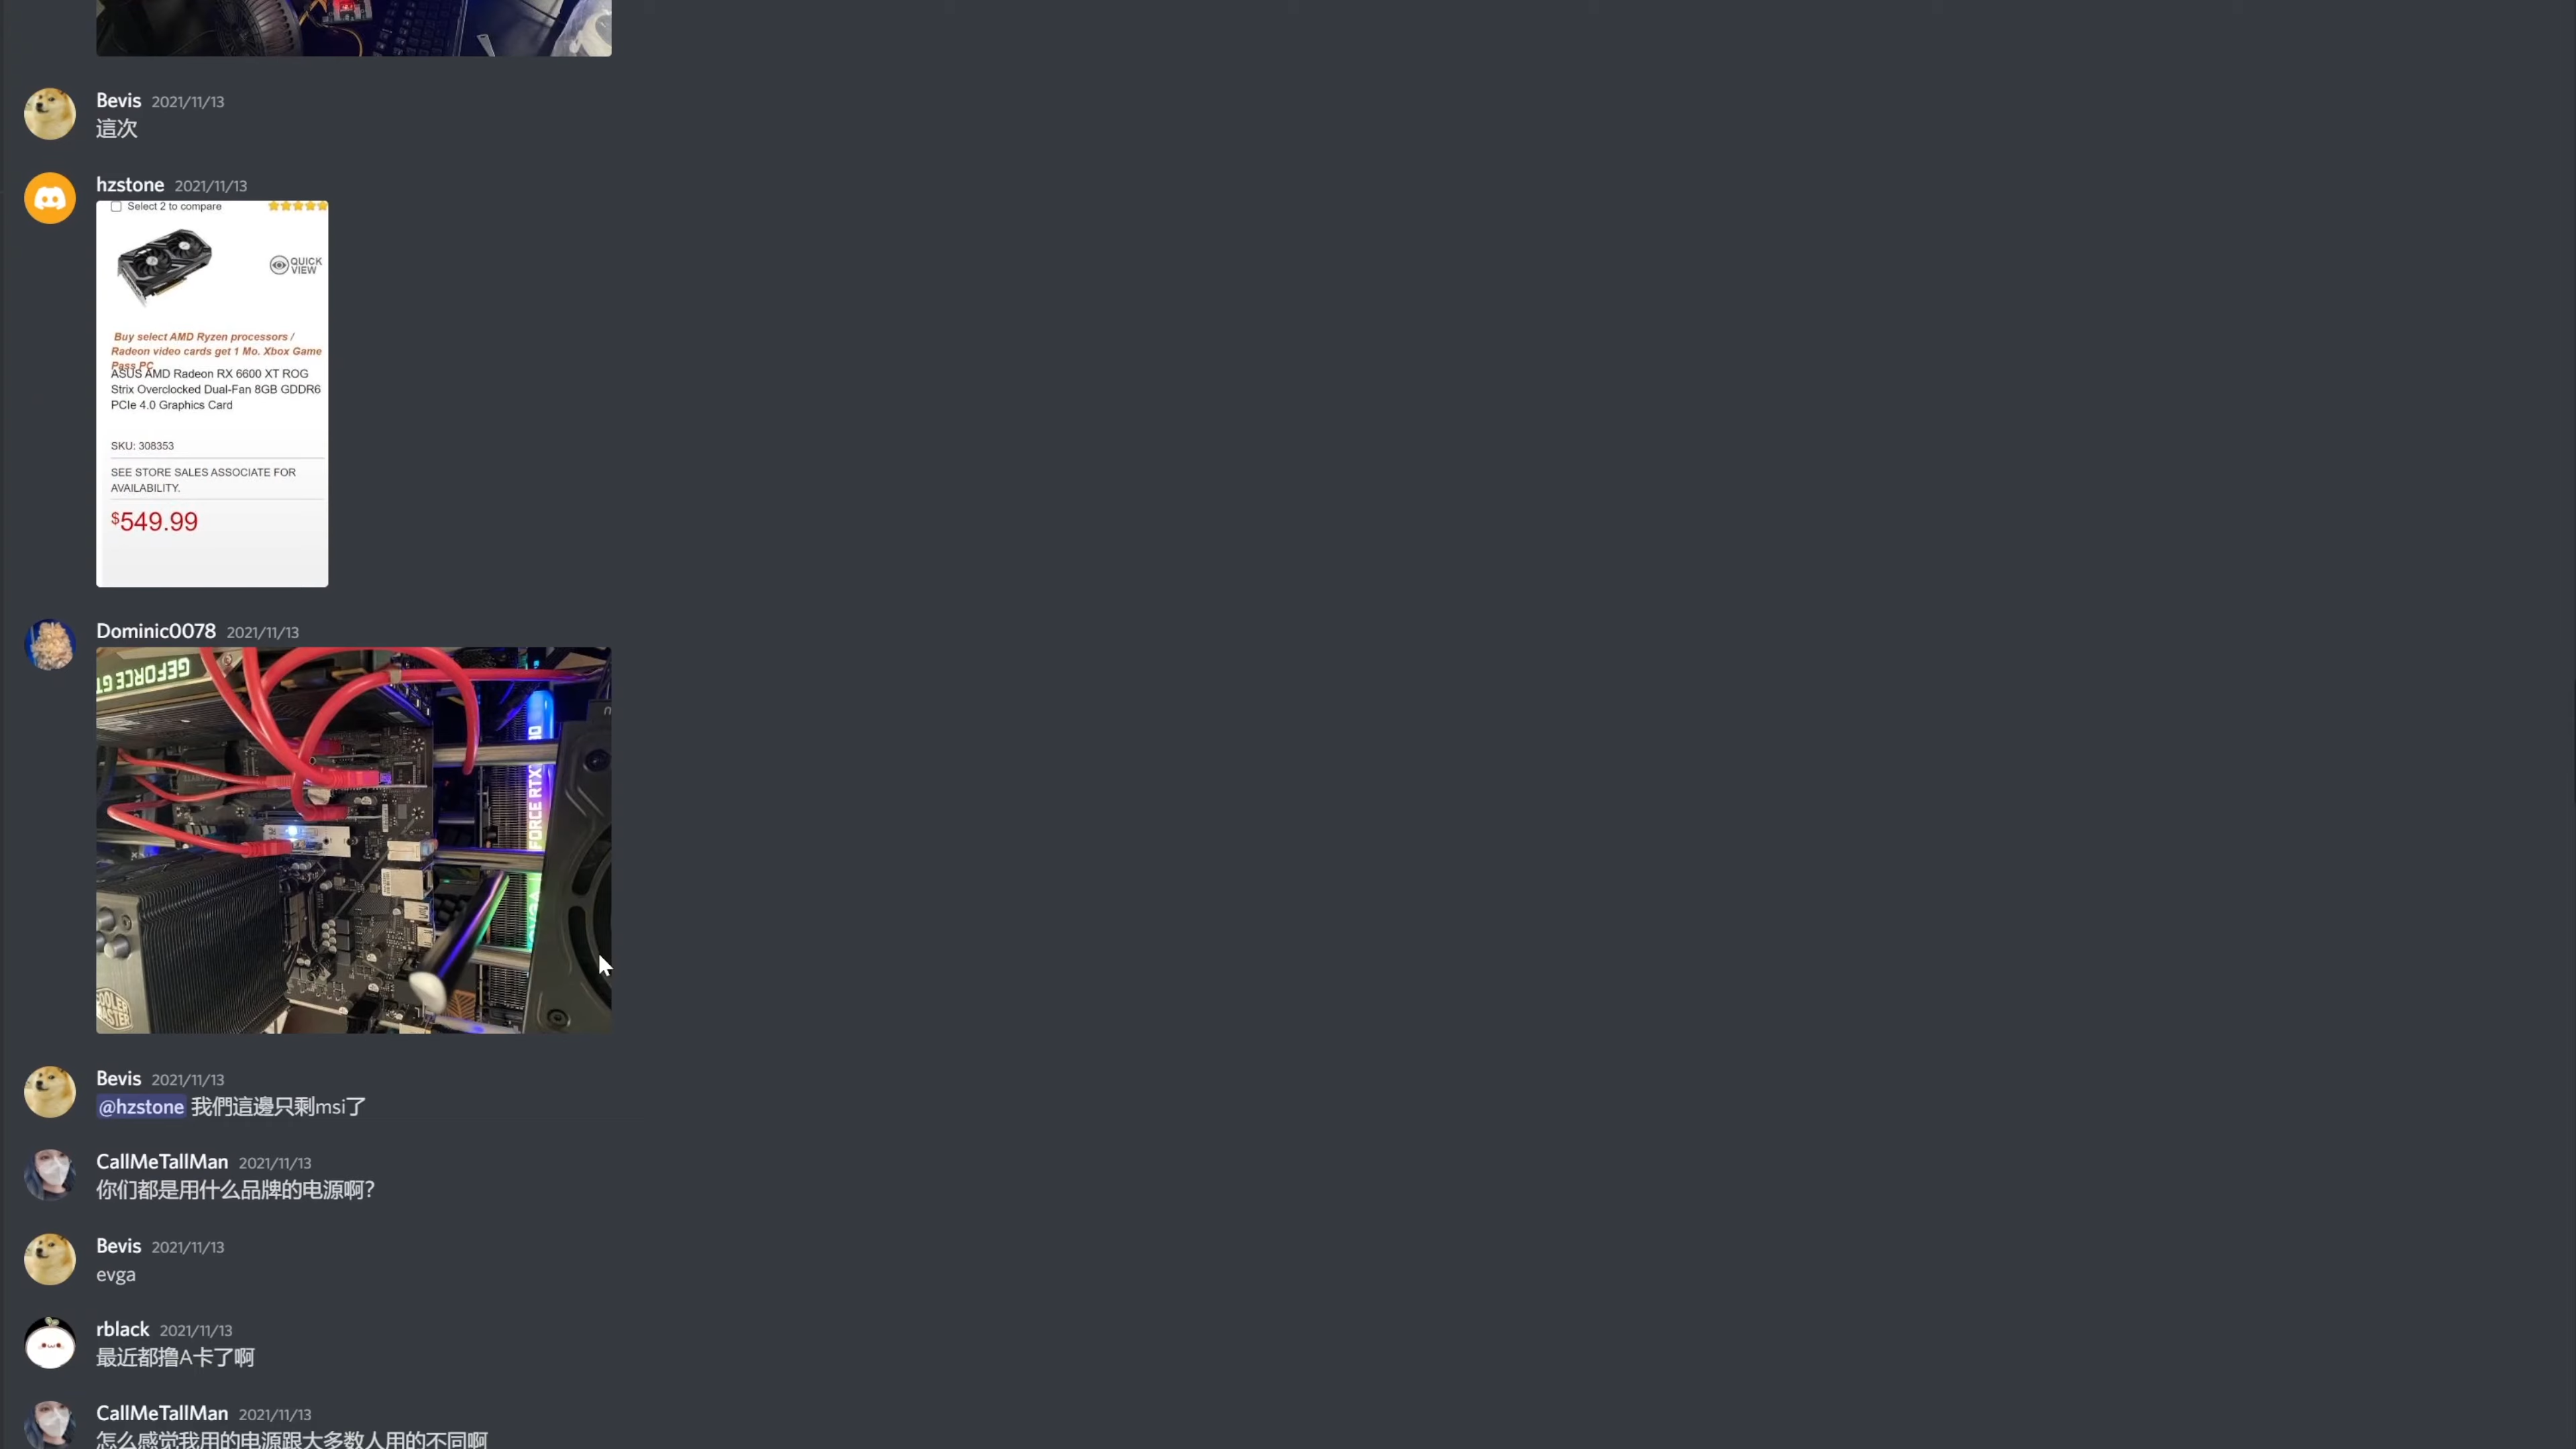 Bevis 2021/11/13
這次
hzstone 2021/11/13
Select 2 to compare
QUICK
VIEW
Buy select AMD Ryzen processors /
Radeon video cards get 1 Mo. Xbox Game
Pass PC
ASUS AMD Radeon RX 6600 XT ROG
Strix Overclocked Dual-Fan 8GB GDDR6
PCIe 4.0 Graphics Card
SKU: 308353
SEE STORE SALES ASSOCIATE FOR
AVAILABILITY.
$549.99
Dominic0078 2021/11/13
GEFORCE GT
FORCE RTX
COOLER
MASTER
Bevis 2021/11/13
@hzstone 我們這邊只剩msi了
CallMeTallMan 2021/11/13
你们都是用什么品牌的电源啊?
Bevis 2021/11/13
evga
rblack 2021/11/13
最近都撸A卡了啊
CallMeTallMan 2021/11/13
怎么感觉我用的电源跟大多数人用的不同啊